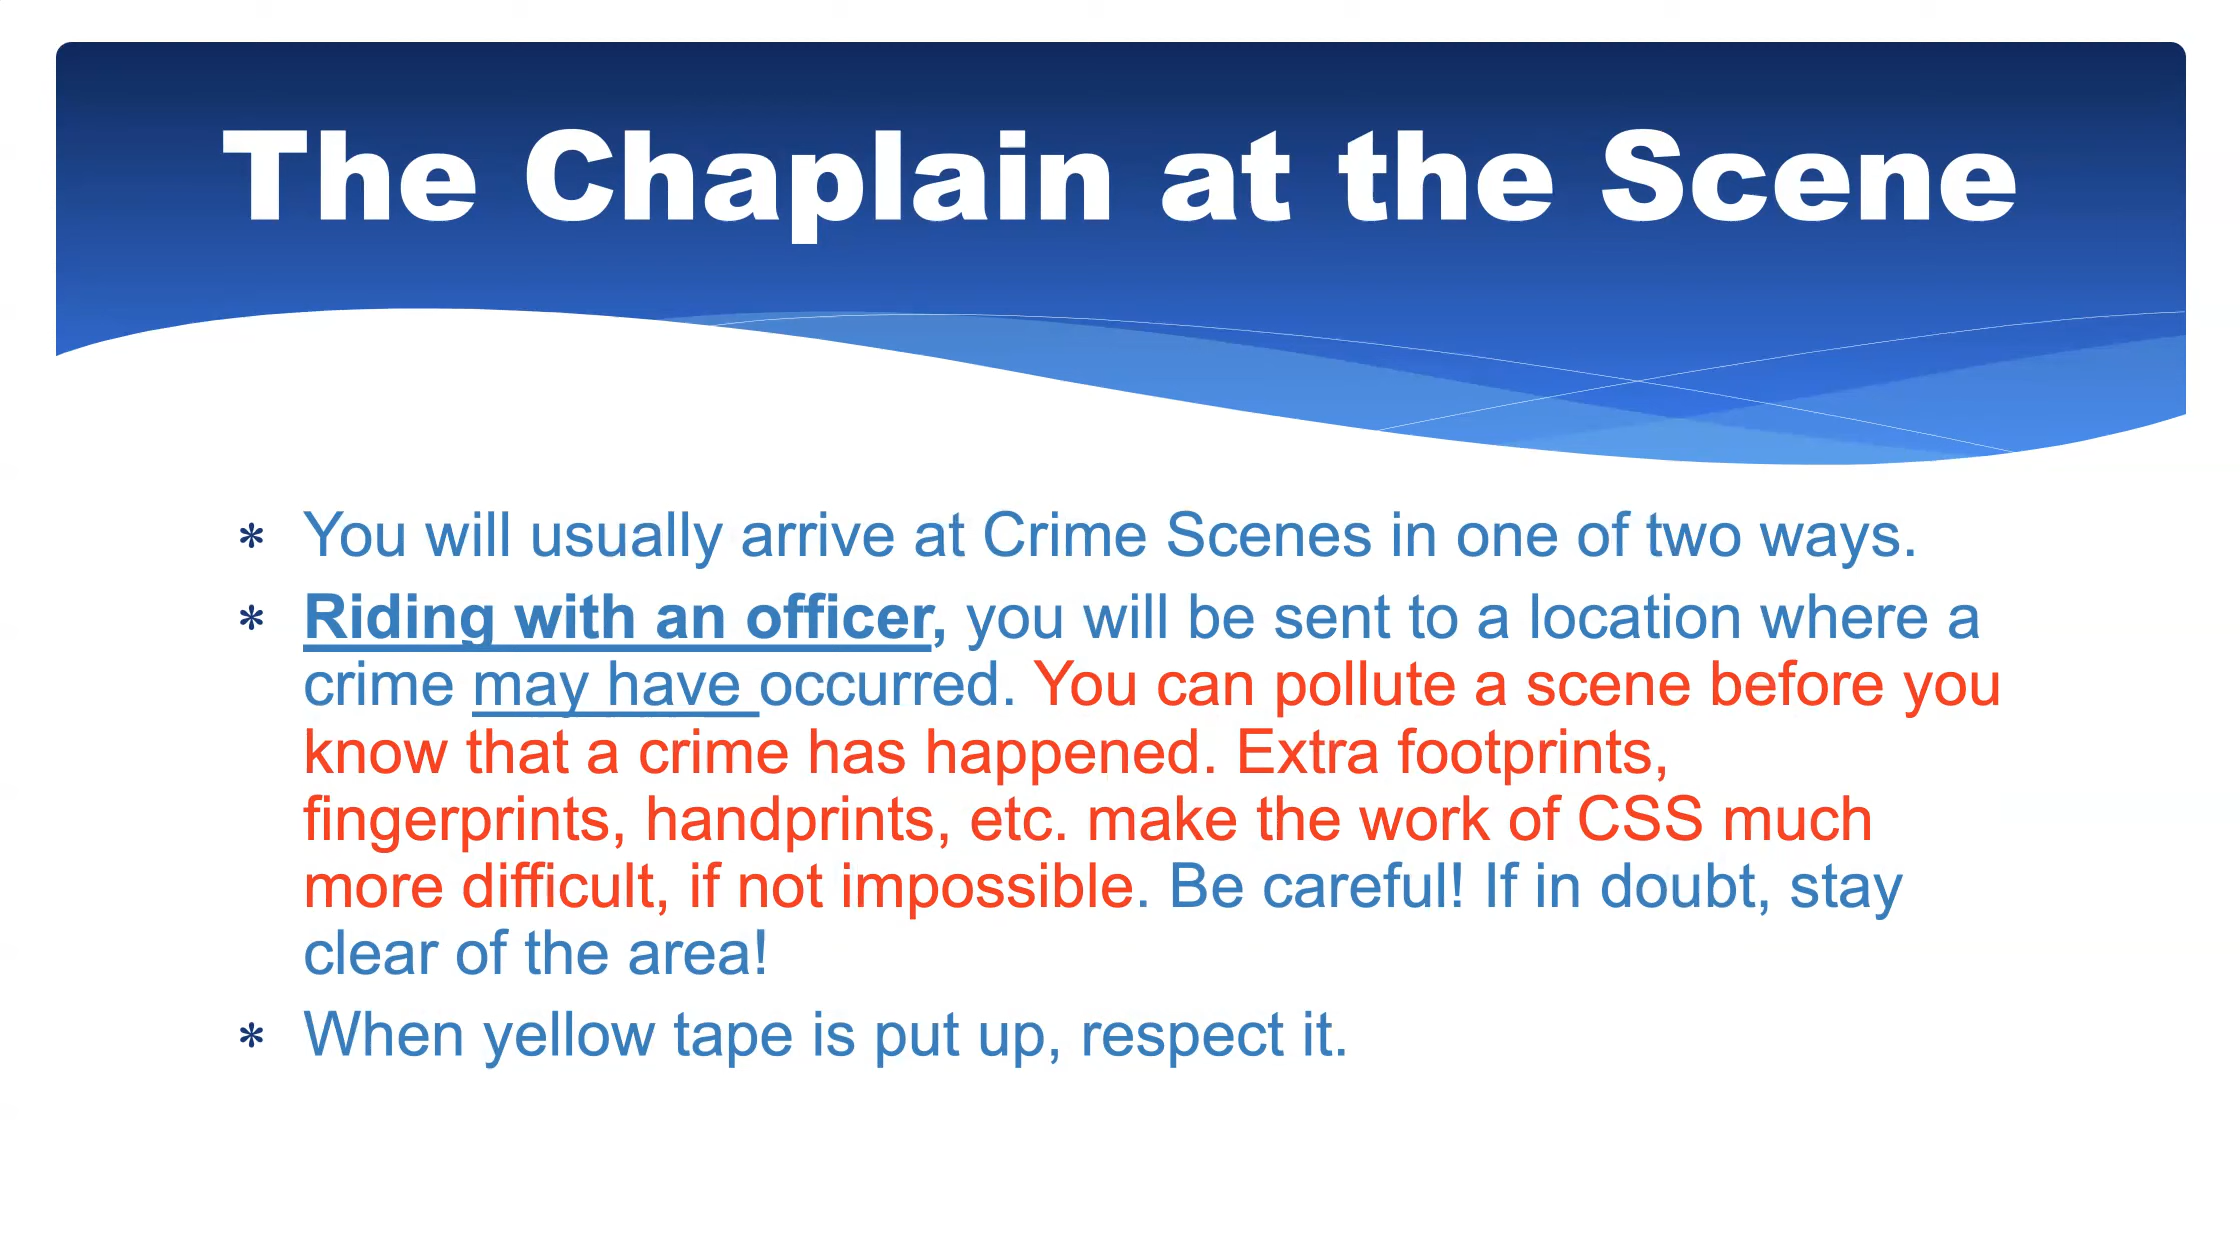 The Chaplain at the Scene
* You will usually arrive at Crime Scenes in one of two ways.
* Riding with an officer, you will be sent to a location where a
crime may have occurred. You can pollute a scene before you
know that a crime has happened. Extra footprints,
fingerprints, handprints, etc. make the work of CSS much
more difficult, if not impossible. Be careful! If in doubt, stay
clear of the area!
* When yellow tape is put up, respect it.